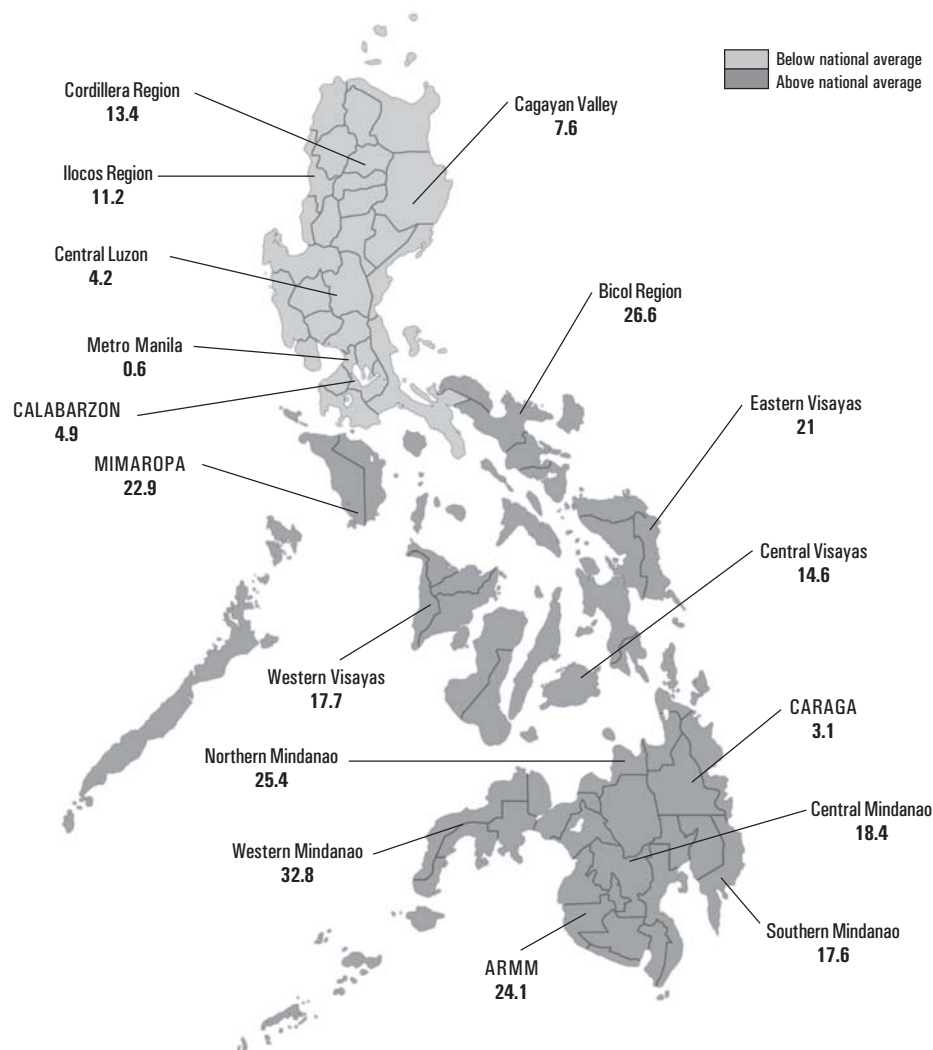 Below national average
Above national average
Cordillera Region
13.4
Cagayan Valley
7.6
Ilocos Region
11.2
Central Luzon
4.2
Bicol Region
26.6
Metro Manila
0.6
CALABARZON
4.9
Eastern Visayas
21
MIMAROPA
22.9
Central Visayas
14.6
Western Visayas
17.7
CARAGA
3.1
Northern Mindanao
25.4
Central Mindanao
18.4
Western Mindanao
32.8
Southern Mindanao
17.6
ARMM
24.1